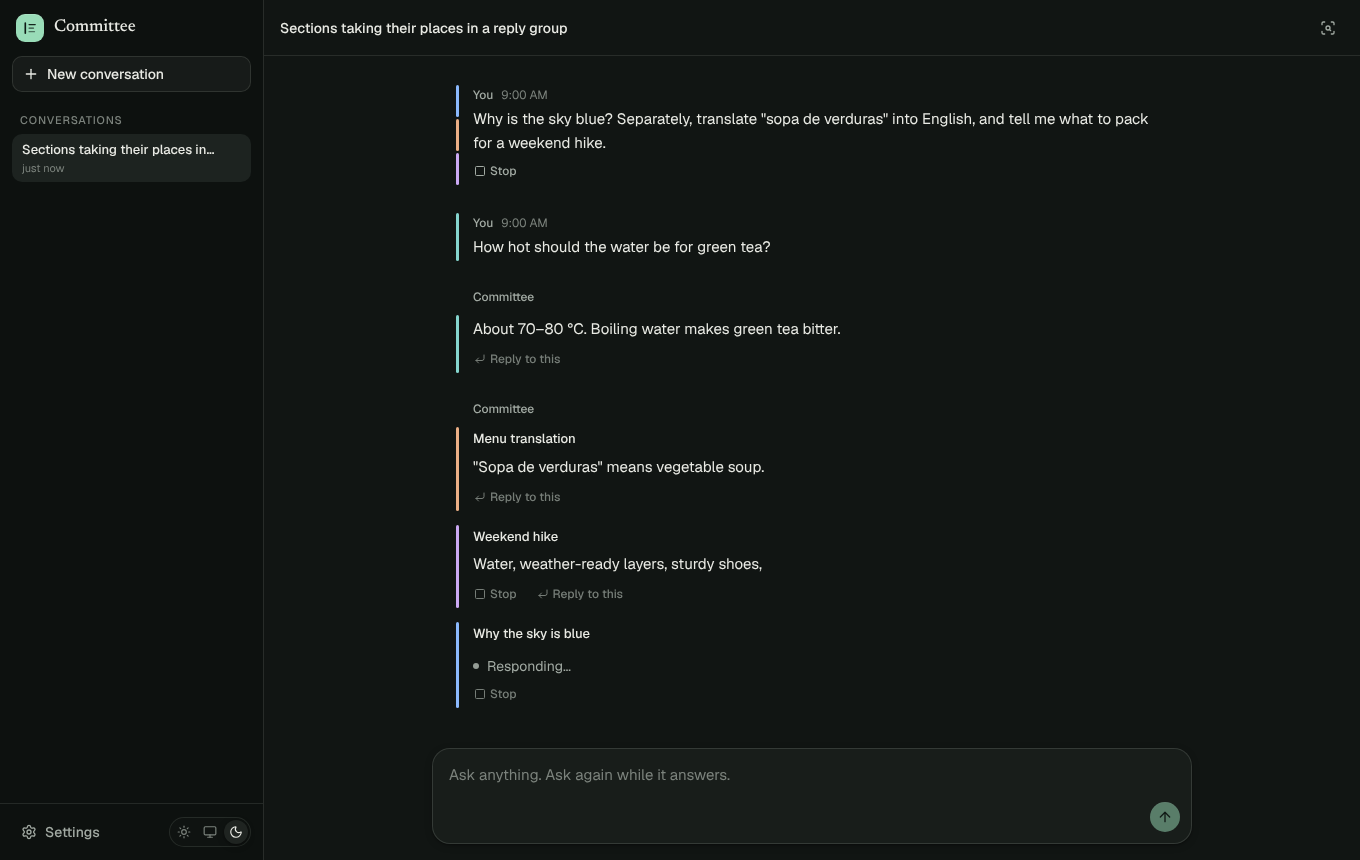 Committee
New conversation
CONVERSATIONS
Sections taking their places in…
just now
Settings
Sections taking their places in a reply group
You 9:00 AM
Why is the sky blue? Separately, translate "sopa de verduras" into English, and tell me what to pack
for a weekend hike.
Stop
You 9:00 AM
How hot should the water be for green tea?
Committee
About 70–80 °C. Boiling water makes green tea bitter.
Reply to this
Committee
Menu translation
"Sopa de verduras" means vegetable soup.
Reply to this
Weekend hike
Water, weather-ready layers, sturdy shoes,
Stop Reply to this
Why the sky is blue
Responding…
Stop
Ask anything. Ask again while it answers.